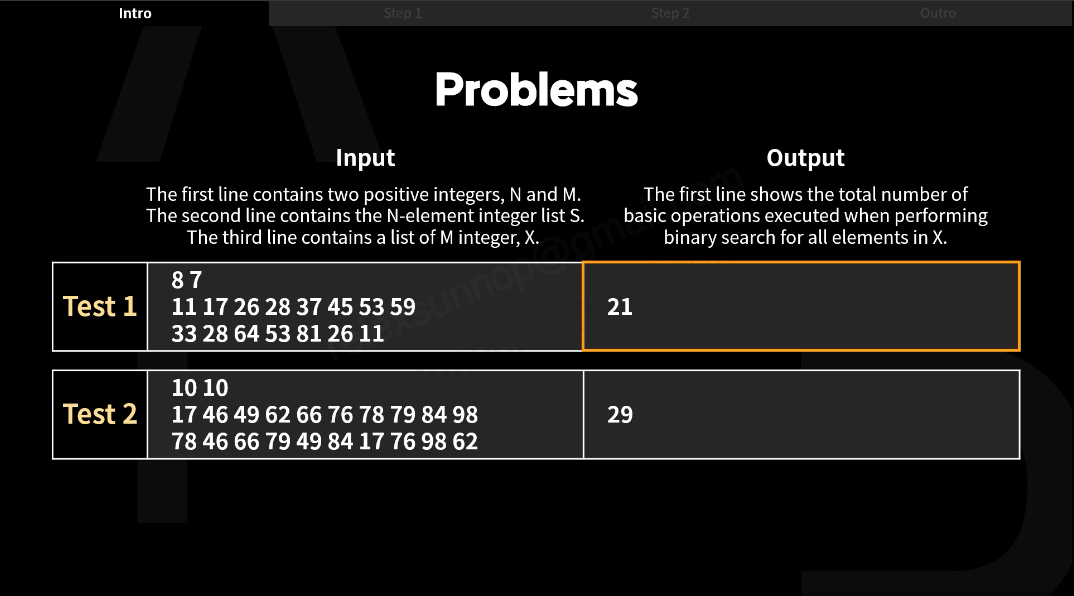 Intro Step 1 Step 2 Outro
Problems
Input Output
The first line contains two positive integers, N and M.
The second line contains the N-element integer list S.
The third line contains a list of M integer, X.
The first line shows the total number of
basic operations executed when performing
binary search for all elements in X.
Test 1
8 7
11 17 26 28 37 45 53 59
33 28 64 53 81 26 11
21
Test 2
10 10
17 46 49 62 66 76 78 79 84 98
78 46 66 79 49 84 17 76 98 62
29